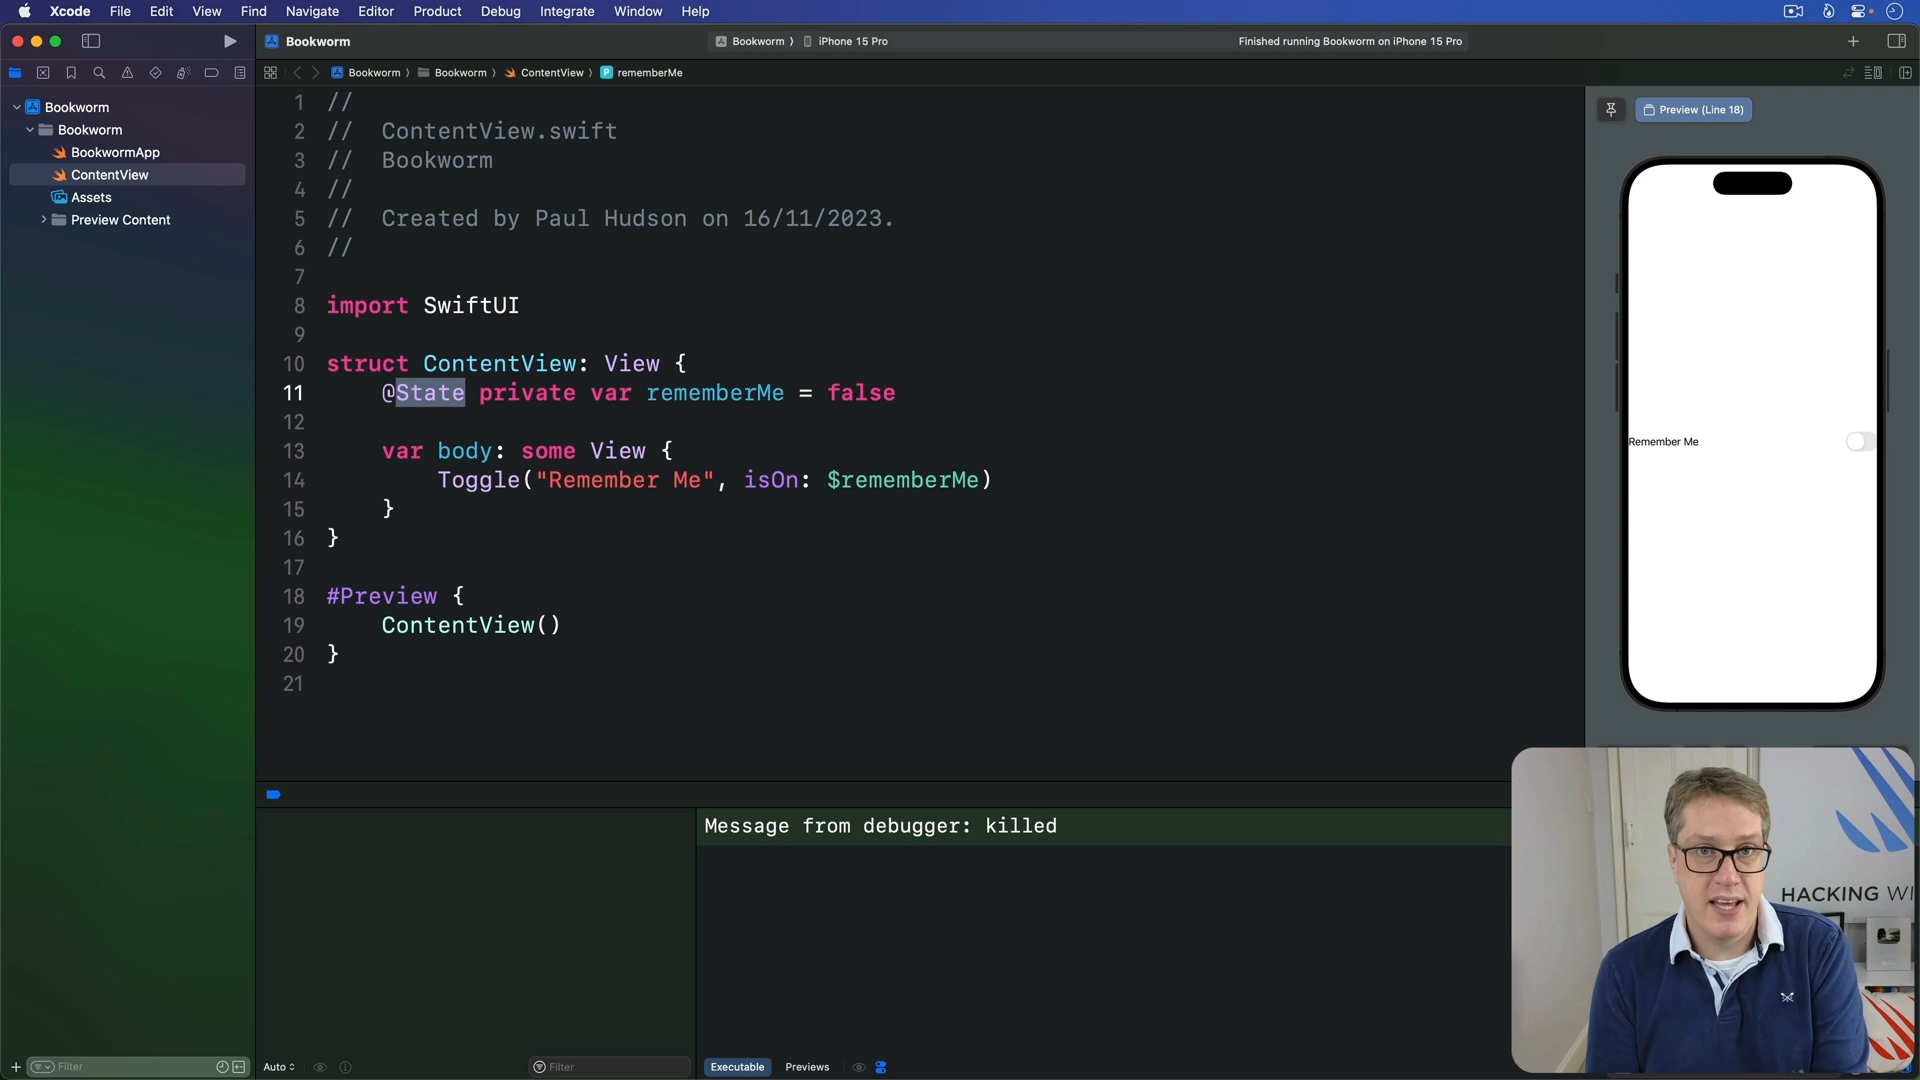 Xcode File Edit View Find Navigate Editor Product Debug Integrate Window Help
Bookworm
Bookworm 〉 iPhone 15 Pro
Finished running Bookworm on iPhone 15 Pro
Bookworm 〉 Bookworm 〉 ContentView 〉 P rememberMe
Bookworm
Bookworm
BookwormApp
ContentView
Assets
Preview Content
1 //
2 //  ContentView.swift
3 //  Bookworm
4 //
5 //  Created by Paul Hudson on 16/11/2023.
6 //
7
8 import SwiftUI
9
10 struct ContentView: View {
11     @State private var rememberMe = false
12
13     var body: some View {
14         Toggle("Remember Me", isOn: $rememberMe)
15     }
16 }
17
18 #Preview {
19     ContentView()
20 }
21
Preview (Line 18)
Remember Me
Message from debugger: killed
HACKING WI
Filter
Auto
Filter
Executable Previews